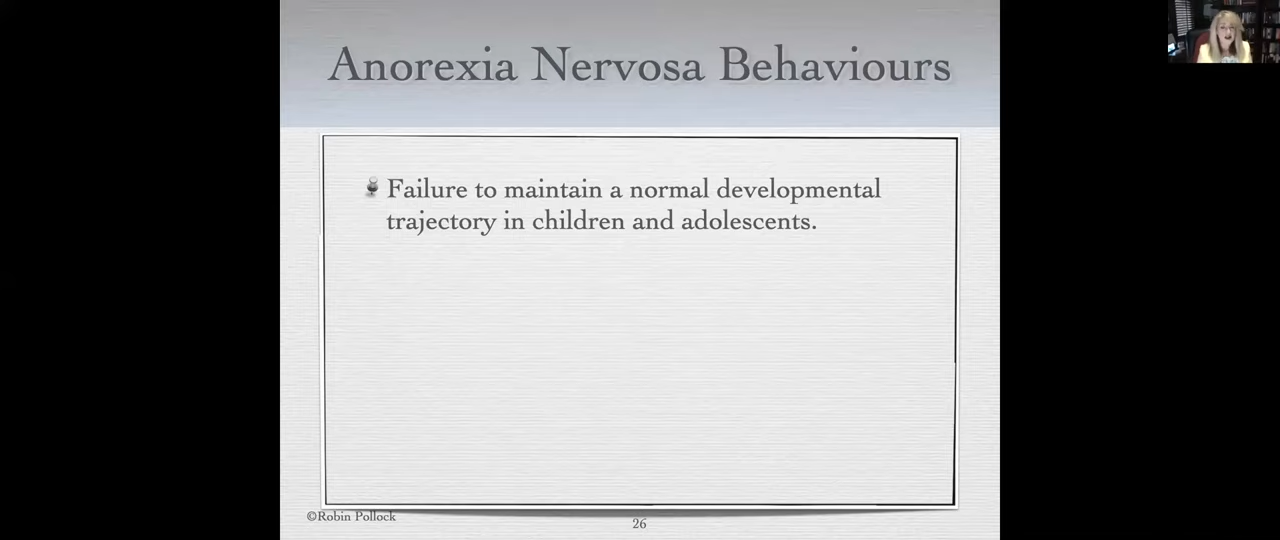 Anorexia Nervosa Behaviours
Failure to maintain a normal developmental
trajectory in children and adolescents.
©Robin Pollock
26